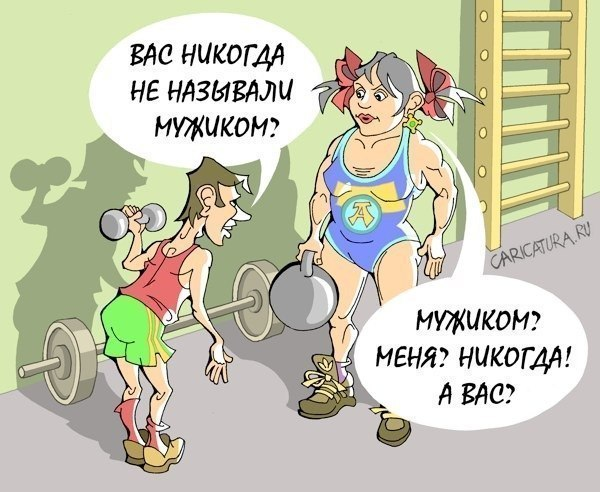 ВАС НИКОГДА
НЕ НАЗЫВАЛИ
МУЖИКОМ?
МУЖИКОМ?
МЕНЯ? НИКОГДА!
А ВАС?
А
CARICATURA.RU